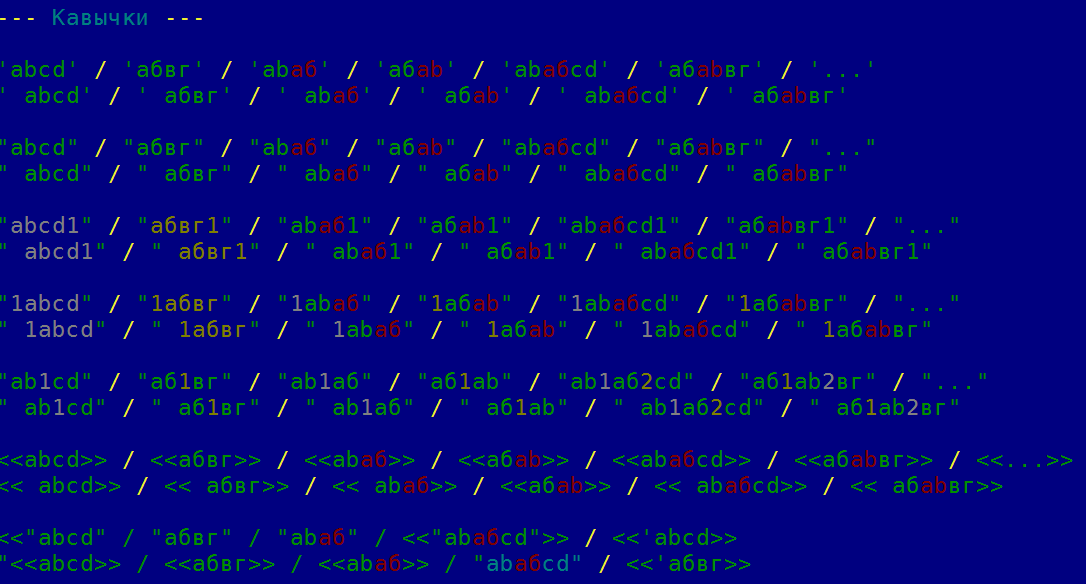 --- Кавычки ---
'abcd' / 'абвг' / 'abаб' / 'абab' / 'abабcd' / 'абabвг' / '...'
' abcd' / ' абвг' / ' abаб' / ' абab' / ' abабcd' / ' абabвг'
"abcd" / "абвг" / "abаб" / "абab" / "abабcd" / "абabвг" / "..."
" abcd" / " абвг" / " abаб" / " абab" / " abабcd" / " абabвг"
"abcd1" / "абвг1" / "abаб1" / "абab1" / "abабcd1" / "абabвг1" / "..."
" abcd1" / " абвг1" / " abаб1" / " абab1" / " abабcd1" / " абabвг1"
"1abcd" / "1абвг" / "1abаб" / "1абab" / "1abабcd" / "1абabвг" / "..."
" 1abcd" / " 1абвг" / " 1abаб" / " 1абab" / " 1abабcd" / " 1абabвг"
"ab1cd" / "аб1вг" / "ab1аб" / "аб1ab" / "ab1аб2cd" / "аб1ab2вг" / "..."
" ab1cd" / " аб1вг" / " ab1аб" / " аб1ab" / " ab1аб2cd" / " аб1ab2вг"
<<abcd>> / <<абвг>> / <<abаб>> / <<абab>> / <<abабcd>> / <<абabвг>> / <<...>>
<< abcd>> / << абвг>> / << abаб>> / <<абab>> / << abабcd>> / << абabвг>>
<<"abcd" / "абвг" / "abаб" / <<"abабcd">> / <<'abcd>>
"<<abcd>> / <<абвг>> / <<abаб>> / "abабcd" / <<'абвг>>